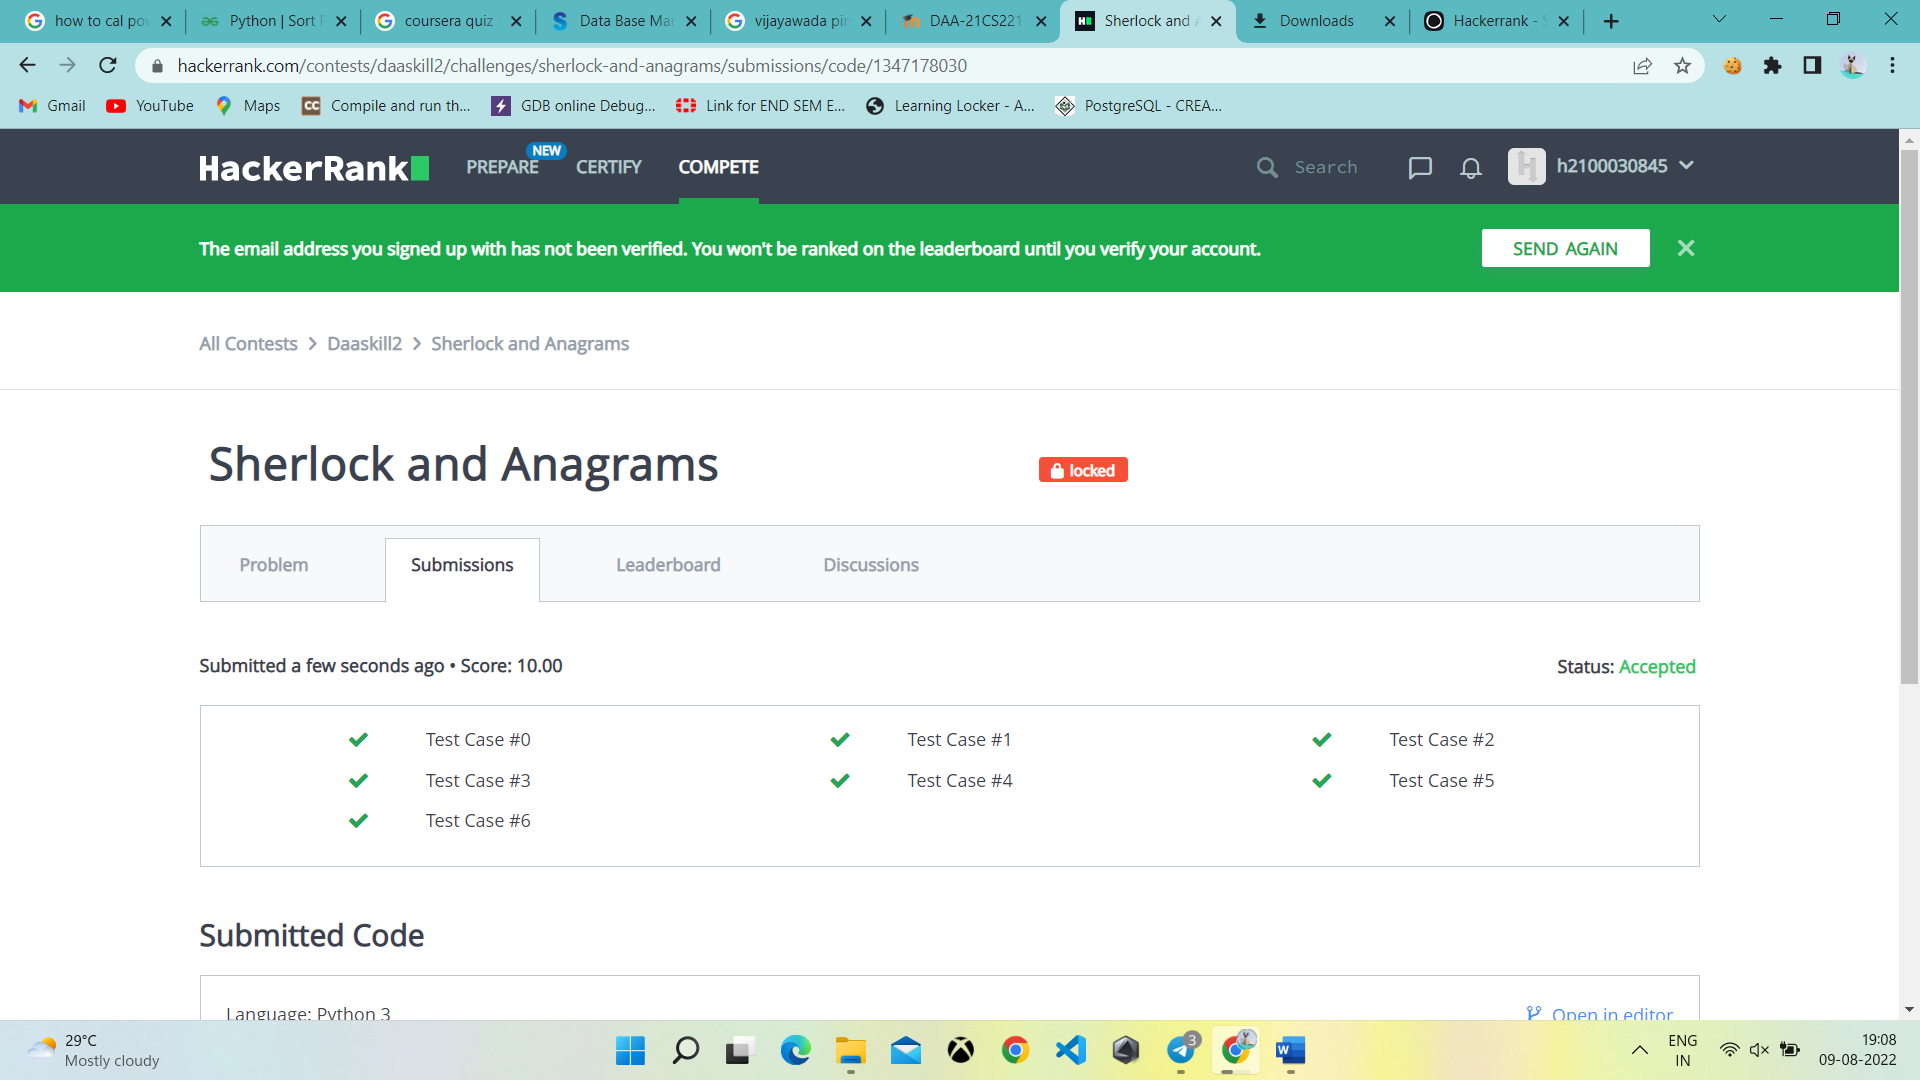 how to cal pow
Python | Sort P
coursera quiz
Data Base Man
vijayawada pin
DAA-21CS221
Sherlock and A
Downloads
Hackerrank - S
hackerrank.com/contests/daaskill2/challenges/sherlock-and-anagrams/submissions/code/1347178030
Gmail
YouTube
Maps
Compile and run th...
GDB online Debug...
Link for END SEM E...
Learning Locker - A...
PostgreSQL - CREA...
HackerRank
PREPARE
NEW
CERTIFY
COMPETE
Search
h2100030845
The email address you signed up with has not been verified. You won't be ranked on the leaderboard until you verify your account.
SEND AGAIN
All Contests > Daaskill2 > Sherlock and Anagrams
Sherlock and Anagrams
locked
Problem
Submissions
Leaderboard
Discussions
Submitted a few seconds ago • Score: 10.00
Status: Accepted
Test Case #0
Test Case #1
Test Case #2
Test Case #3
Test Case #4
Test Case #5
Test Case #6
Submitted Code
Language: Python 3
Open in editor
29°C
Mostly cloudy
3
ENG
IN
19:08
09-08-2022